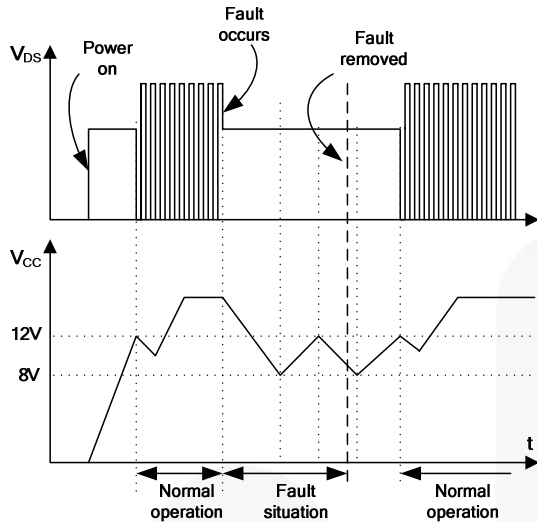 Fault
occurs
Power
on
Fault
removed
VDS
VCC
12V
8V
t
Normal
operation
Fault
situation
Normal
operation